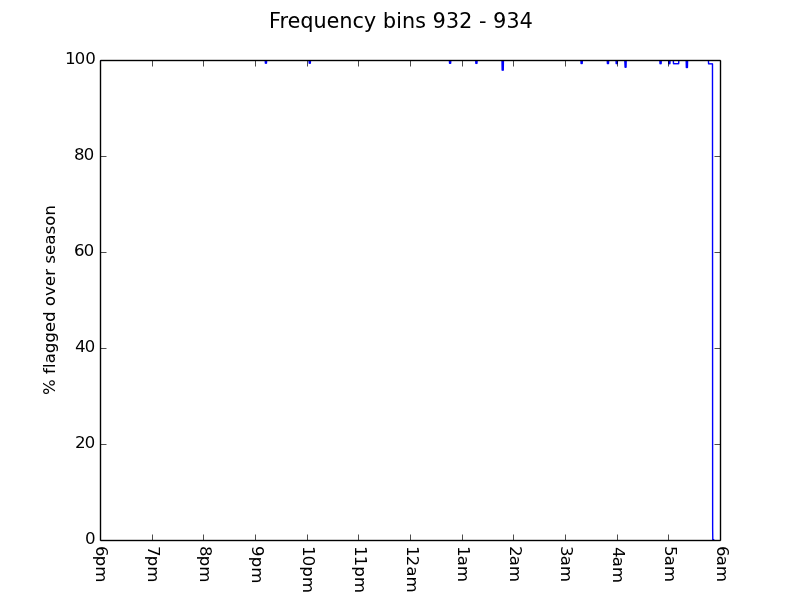 Frequency bins 932 - 934
% flagged over season
100
80
60
40
20
0
6pm
7pm
8pm
9pm
10pm
11pm
12am
1am
2am
3am
4am
5am
6am